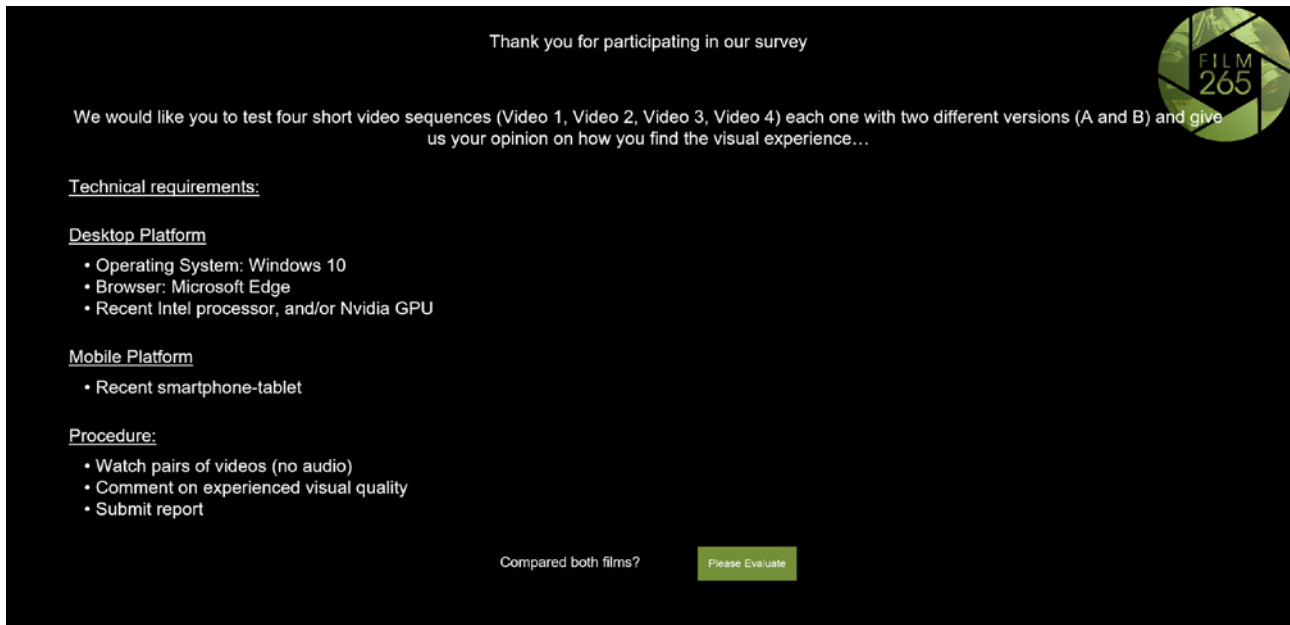 Thank you for participating in our survey
FILM
265
We would like you to test four short video sequences (Video 1, Video 2, Video 3, Video 4) each one with two different versions (A and B) and give
us your opinion on how you find the visual experience…
Technical requirements:
Desktop Platform
• Operating System: Windows 10
• Browser: Microsoft Edge
• Recent Intel processor, and/or Nvidia GPU
Mobile Platform
• Recent smartphone-tablet
Procedure:
• Watch pairs of videos (no audio)
• Comment on experienced visual quality
• Submit report
Compared both films?
Please Evaluate